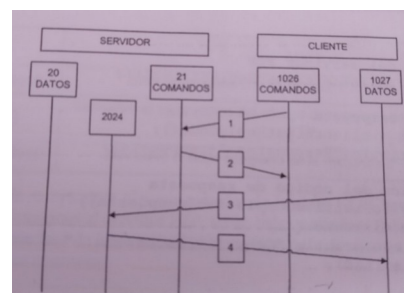 SERVIDOR
CLIENTE
20
DATOS
21
COMANDOS
1026
COMANDOS
1027
DATOS
2024
1
2
3
4